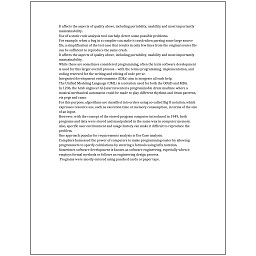 It affects the aspects of quality above, including portability, usability and most importantly
maintainability.
Use of a static code analysis tool can help detect some possible problems.
For example, when a bug in a compiler can make it crash when parsing some large source
file, a simplification of the test case that results in only few lines from the original source file
can be sufficient to reproduce the same crash.
It affects the aspects of quality above, including portability, usability and most importantly
maintainability.
While these are sometimes considered programming, often the term software development
is used for this larger overall process – with the terms programming, implementation, and
coding reserved for the writing and editing of code per se.
Integrated development environments (IDEs) aim to integrate all such help.
The Unified Modeling Language (UML) is a notation used for both the OOAD and MDA.
In 1206, the Arab engineer Al-Jazari invented a programmable drum machine where a
musical mechanical automaton could be made to play different rhythms and drum patterns,
via pegs and cams.
For this purpose, algorithms are classified into orders using so-called Big O notation, which
expresses resource use, such as execution time or memory consumption, in terms of the size
of an input.
However, with the concept of the stored-program computer introduced in 1949, both
programs and data were stored and manipulated in the same way in computer memory.
Also, specific user environment and usage history can make it difficult to reproduce the
problem.
One approach popular for requirements analysis is Use Case analysis.
Compilers harnessed the power of computers to make programming easier by allowing
programmers to specify calculations by entering a formula using infix notation.
Sometimes software development is known as software engineering, especially when it
employs formal methods or follows an engineering design process.
Programs were mostly entered using punched cards or paper tape.